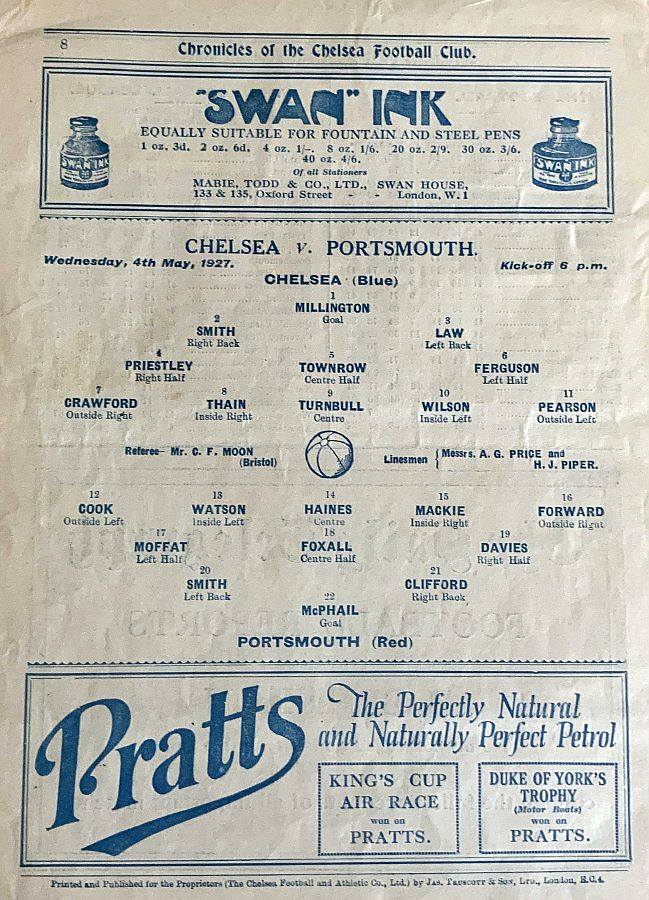 8
Chronicles of the Chelsea Football Club.
"SWAN" INK
EQUALLY SUITABLE FOR FOUNTAIN AND STEEL PENS
1 oz. 3d. 2 oz. 6d. 4 oz. 1/-. 8 oz. 1/6. 20 oz. 2/9. 30 oz. 3/6.
40 oz. 4/6.
Of all Stationers
MABIE, TODD & CO., LTD., SWAN HOUSE,
133 & 135, Oxford Street - - London, W.1
SWAN INK
SWAN INK
CHELSEA v. PORTSMOUTH.
Wednesday, 4th May, 1927. Kick-off 6 p.m.
CHELSEA (Blue)
1
MILLINGTON
Goal
2 3
SMITH LAW
Right Back Left Back
4 5 6
PRIESTLEY TOWNROW FERGUSON
Right Half Centre Half Left Half
7 8 9 10 11
CRAWFORD THAIN TURNBULL WILSON PEARSON
Outside Right Inside Right Centre Inside Left Outside Left
Referee- Mr. C. F. MOON
(Bristol)
Linesmen { Messrs. A. G. PRICE and
H. J. PIPER.
12 13 14 15 16
COOK WATSON HAINES MACKIE FORWARD
Outside Left Inside Left Centre Inside Right Outside Right
17 18 19
MOFFAT FOXALL DAVIES
Left Half Centre Half Right Half
20 21
SMITH CLIFFORD
Left Back Right Back
22
McPHAIL
Goal
PORTSMOUTH (Red)
Pratts
The Perfectly Natural
and Naturally Perfect Petrol
KING'S CUP
AIR RACE
won on
PRATTS.
DUKE OF YORK'S
TROPHY
(Motor Boats)
won on
PRATTS.
Printed and Published for the Proprietors (The Chelsea Football and Athletic Co., Ltd.) by JAS. TRUSCOTT & SON, LTD., London, E.C.4.